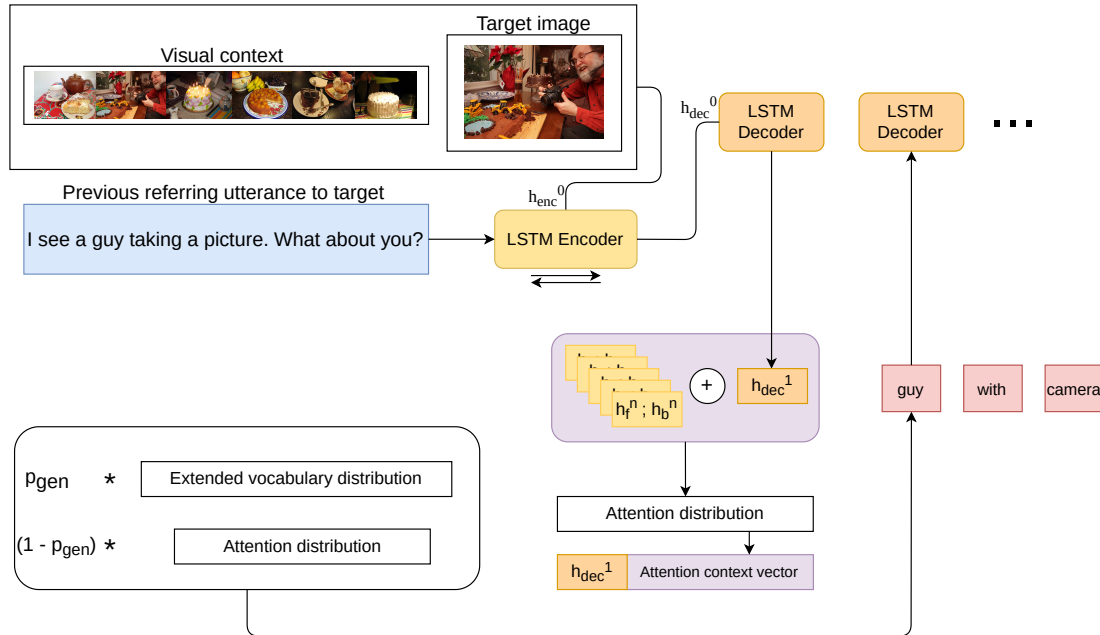 Target image
Visual context
h_enc^0
h_dec^0
LSTM
Decoder
LSTM
Decoder
...
Previous referring utterance to target
I see a guy taking a picture. What about you?
LSTM Encoder
h_f^n ; h_b^n
+
h_dec^1
guy
with
camera
p_gen * Extended vocabulary distribution
(1 - p_gen) * Attention distribution
Attention distribution
h_dec^1 Attention context vector